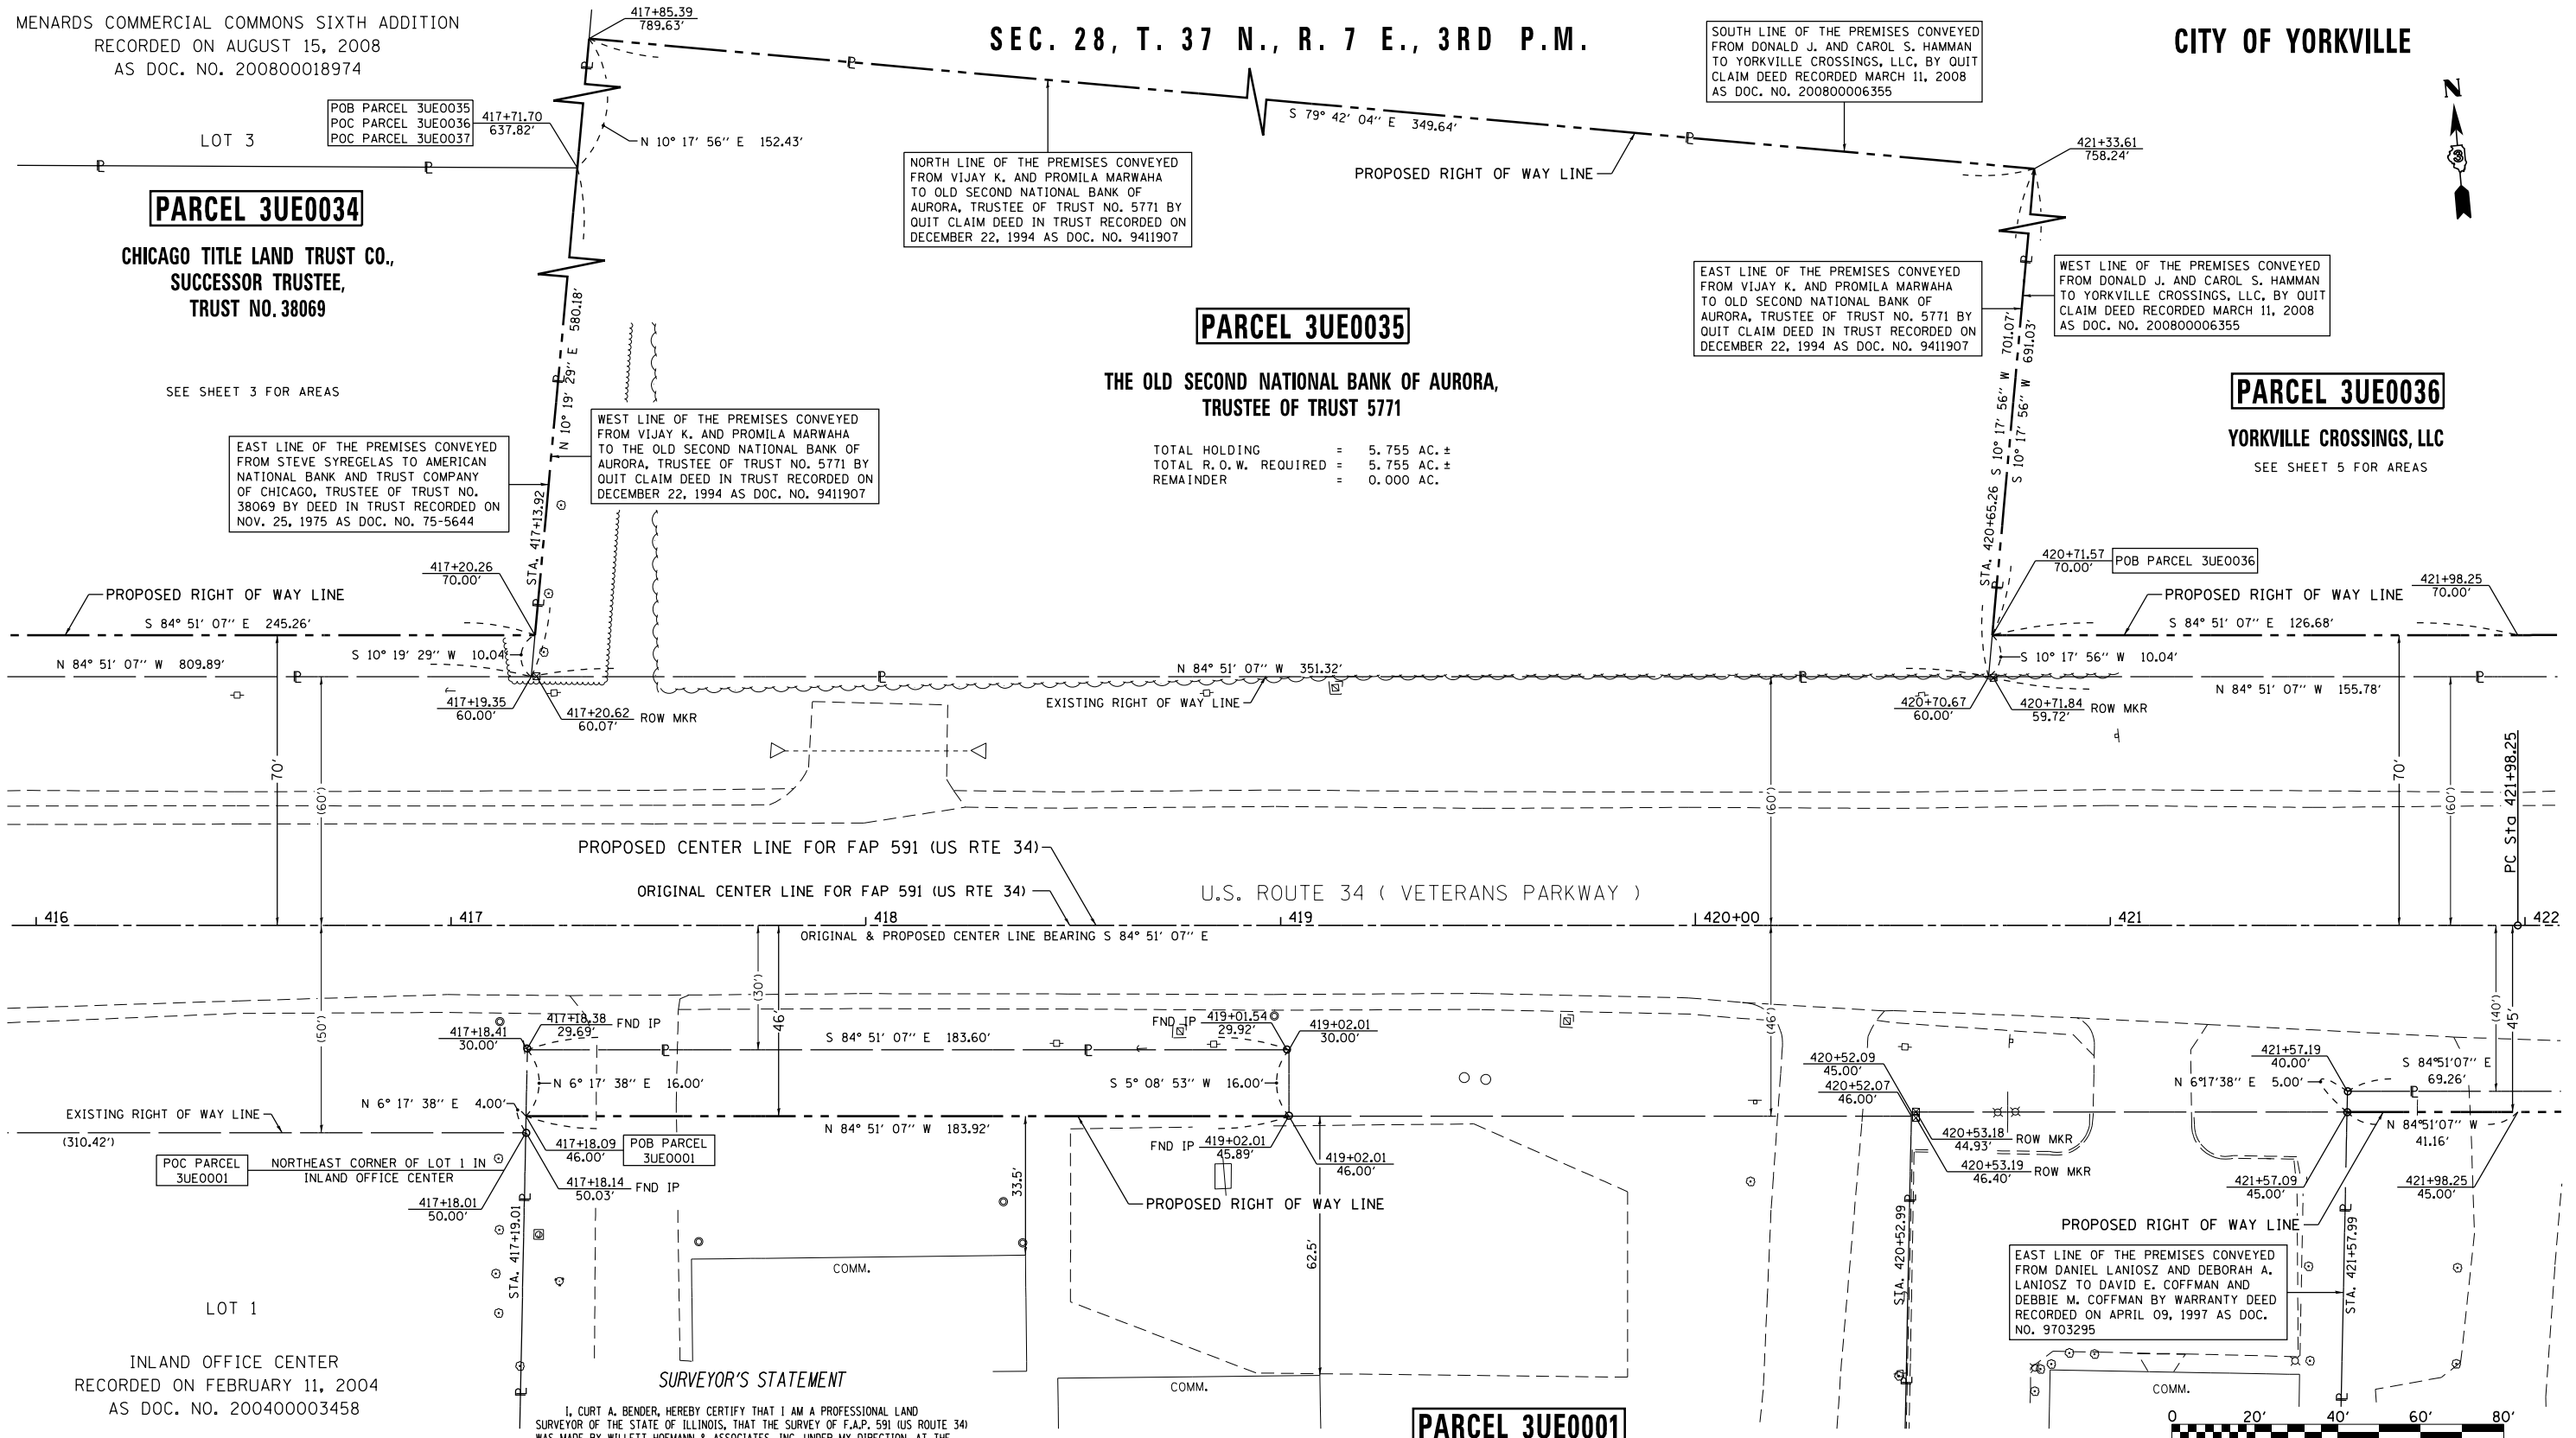 MENARDS COMMERCIAL COMMONS SIXTH ADDITION
RECORDED ON AUGUST 15, 2008
AS DOC. NO. 200800018974
LOT 3
POB PARCEL 3UE0035
POC PARCEL 3UE0036
POC PARCEL 3UE0037
417+71.70
637.82'
417+85.39
789.63'
N 10° 17' 56'' E 152.43'
SEC. 28, T. 37 N., R. 7 E., 3RD P.M.
SOUTH LINE OF THE PREMISES CONVEYED
FROM DONALD J. AND CAROL S. HAMMAN
TO YORKVILLE CROSSINGS, LLC, BY QUIT
CLAIM DEED RECORDED MARCH 11, 2008
AS DOC. NO. 200800006355
CITY OF YORKVILLE
N
3
S 79° 42' 04'' E 349.64'
PROPOSED RIGHT OF WAY LINE
421+33.61
758.24'
NORTH LINE OF THE PREMISES CONVEYED
FROM VIJAY K. AND PROMILA MARWAHA
TO OLD SECOND NATIONAL BANK OF
AURORA, TRUSTEE OF TRUST NO. 5771 BY
QUIT CLAIM DEED IN TRUST RECORDED ON
DECEMBER 22, 1994 AS DOC. NO. 9411907
PARCEL 3UE0034
CHICAGO TITLE LAND TRUST CO.,
SUCCESSOR TRUSTEE,
TRUST NO. 38069
SEE SHEET 3 FOR AREAS
EAST LINE OF THE PREMISES CONVEYED
FROM STEVE SYREGELAS TO AMERICAN
NATIONAL BANK AND TRUST COMPANY
OF CHICAGO, TRUSTEE OF TRUST NO.
38069 BY DEED IN TRUST RECORDED ON
NOV. 25, 1975 AS DOC. NO. 75-5644
STA. 417+13.92
N 10° 19' 29'' E 580.18'
WEST LINE OF THE PREMISES CONVEYED
FROM VIJAY K. AND PROMILA MARWAHA
TO THE OLD SECOND NATIONAL BANK OF
AURORA, TRUSTEE OF TRUST NO. 5771 BY
QUIT CLAIM DEED IN TRUST RECORDED ON
DECEMBER 22, 1994 AS DOC. NO. 9411907
PARCEL 3UE0035
THE OLD SECOND NATIONAL BANK OF AURORA,
TRUSTEE OF TRUST 5771
TOTAL HOLDING = 5.755 AC.±
TOTAL R.O.W. REQUIRED = 5.755 AC.±
REMAINDER = 0.000 AC.
EAST LINE OF THE PREMISES CONVEYED
FROM VIJAY K. AND PROMILA MARWAHA
TO OLD SECOND NATIONAL BANK OF
AURORA, TRUSTEE OF TRUST NO. 5771 BY
QUIT CLAIM DEED IN TRUST RECORDED ON
DECEMBER 22, 1994 AS DOC. NO. 9411907
WEST LINE OF THE PREMISES CONVEYED
FROM DONALD J. AND CAROL S. HAMMAN
TO YORKVILLE CROSSINGS, LLC, BY QUIT
CLAIM DEED RECORDED MARCH 11, 2008
AS DOC. NO. 200800006355
STA. 420+65.26
S 10° 17' 56'' W 701.07'
S 10° 17' 56'' W 691.03'
PARCEL 3UE0036
YORKVILLE CROSSINGS, LLC
SEE SHEET 5 FOR AREAS
417+20.26
70.00'
PROPOSED RIGHT OF WAY LINE
S 84° 51' 07'' E 245.26'
S 10° 19' 29'' W 10.04'
N 84° 51' 07'' W 809.89'
N 84° 51' 07'' W 351.32'
EXISTING RIGHT OF WAY LINE
417+19.35
60.00'
417+20.62
60.07'
ROW MKR
420+71.57
70.00'
POB PARCEL 3UE0036
421+98.25
70.00'
PROPOSED RIGHT OF WAY LINE
S 84° 51' 07'' E 126.68'
S 10° 17' 56'' W 10.04'
N 84° 51' 07'' W 155.78'
420+70.67
60.00'
420+71.84
59.72'
ROW MKR
70'
(60')
(60')
70'
(60')
PC Sta 421+98.25
PROPOSED CENTER LINE FOR FAP 591 (US RTE 34)
ORIGINAL CENTER LINE FOR FAP 591 (US RTE 34)
U.S. ROUTE 34 ( VETERANS PARKWAY )
416
417
418
419
420+00
421
422
ORIGINAL & PROPOSED CENTER LINE BEARING S 84° 51' 07'' E
(50')
(30')
46'
(46')
(40')
45'
417+18.41
30.00'
417+18.38
29.69'
FND IP
S 84° 51' 07'' E 183.60'
FND IP
419+01.54
29.92'
419+02.01
30.00'
N 6° 17' 38'' E 16.00'
S 5° 08' 53'' W 16.00'
N 6° 17' 38'' E 4.00'
EXISTING RIGHT OF WAY LINE
(310.42')
N 84° 51' 07'' W 183.92'
417+18.09
46.00'
POB PARCEL
3UE0001
POC PARCEL
3UE0001
NORTHEAST CORNER OF LOT 1 IN
INLAND OFFICE CENTER
417+18.14
50.03'
FND IP
417+18.01
50.00'
FND IP
419+02.01
45.89'
419+02.01
46.00'
PROPOSED RIGHT OF WAY LINE
33.5'
62.5'
420+52.09
45.00'
420+52.07
46.00'
420+53.18
44.93'
ROW MKR
420+53.19
46.40'
ROW MKR
421+57.19
40.00'
S 84°51'07'' E
69.26'
N 6°17'38'' E 5.00'
N 84°51'07'' W
41.16'
421+57.09
45.00'
421+98.25
45.00'
PROPOSED RIGHT OF WAY LINE
STA. 417+19.01
STA. 420+52.99
STA. 421+57.99
EAST LINE OF THE PREMISES CONVEYED
FROM DANIEL LANIOSZ AND DEBORAH A.
LANIOSZ TO DAVID E. COFFMAN AND
DEBBIE M. COFFMAN BY WARRANTY DEED
RECORDED ON APRIL 09, 1997 AS DOC.
NO. 9703295
COMM.
COMM.
COMM.
LOT 1
INLAND OFFICE CENTER
RECORDED ON FEBRUARY 11, 2004
AS DOC. NO. 200400003458
SURVEYOR'S STATEMENT
I, CURT A. BENDER, HEREBY CERTIFY THAT I AM A PROFESSIONAL LAND
SURVEYOR OF THE STATE OF ILLINOIS, THAT THE SURVEY OF F.A.P. 591 (US ROUTE 34)
WAS MADE BY WILLETT HOFMANN & ASSOCIATES, INC. UNDER MY DIRECTION, AT THE
PARCEL 3UE0001
0 20' 40' 60' 80'